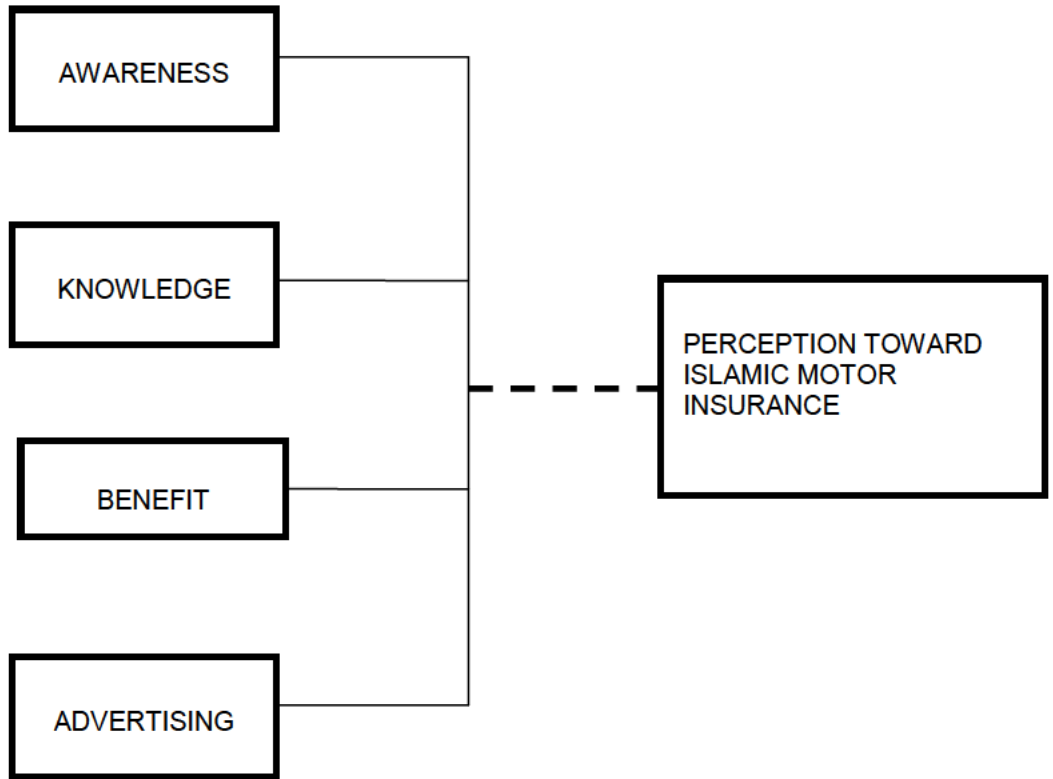 AWARENESS
KNOWLEDGE
PERCEPTION TOWARD
ISLAMIC MOTOR
INSURANCE
BENEFIT
ADVERTISING